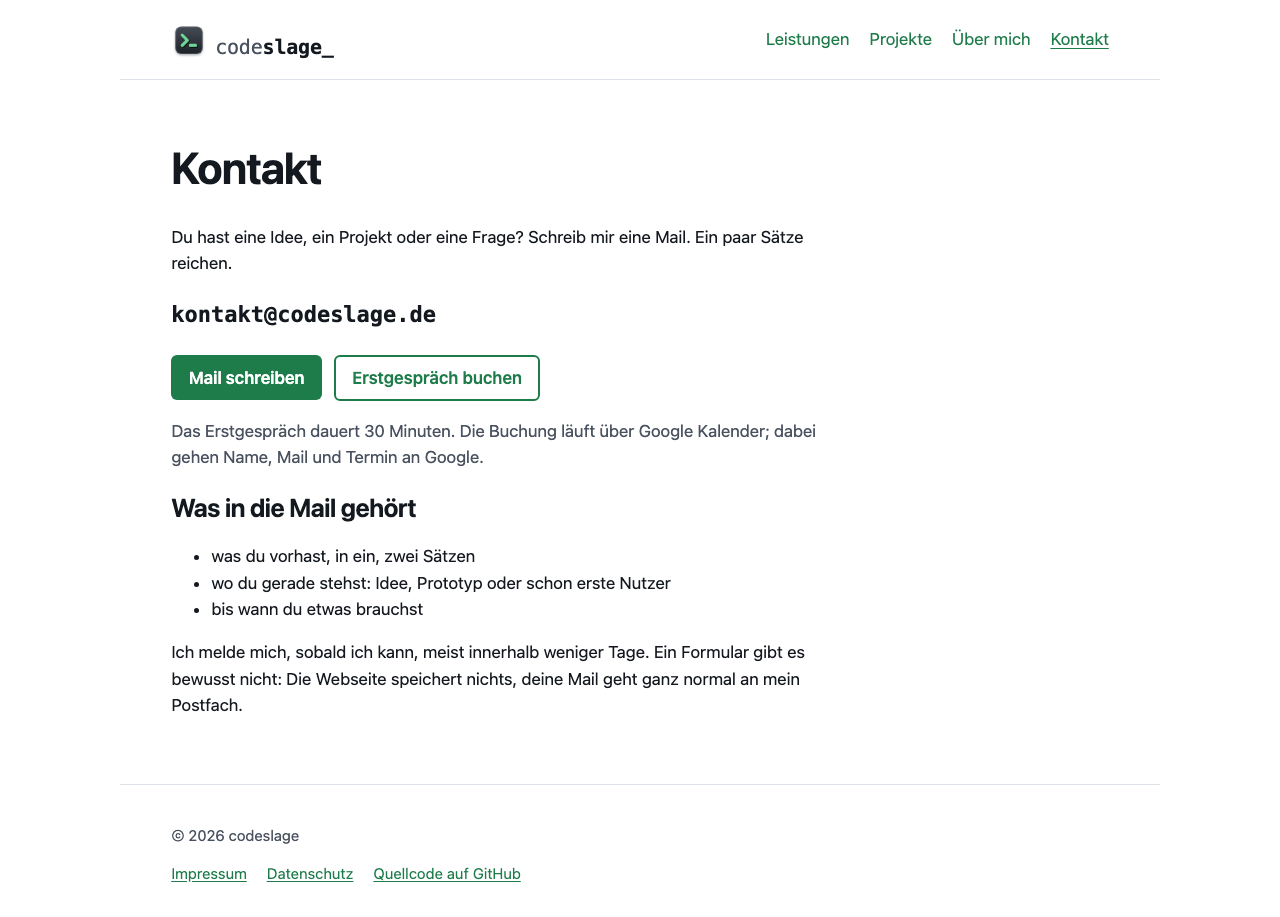 codeslage_
Leistungen Projekte Über mich Kontakt
Kontakt
Du hast eine Idee, ein Projekt oder eine Frage? Schreib mir eine Mail. Ein paar Sätze
reichen.
kontakt@codeslage.de
Mail schreiben Erstgespräch buchen
Das Erstgespräch dauert 30 Minuten. Die Buchung läuft über Google Kalender; dabei
gehen Name, Mail und Termin an Google.
Was in die Mail gehört
• was du vorhast, in ein, zwei Sätzen
• wo du gerade stehst: Idee, Prototyp oder schon erste Nutzer
• bis wann du etwas brauchst
Ich melde mich, sobald ich kann, meist innerhalb weniger Tage. Ein Formular gibt es
bewusst nicht: Die Webseite speichert nichts, deine Mail geht ganz normal an mein
Postfach.
© 2026 codeslage
Impressum Datenschutz Quellcode auf GitHub